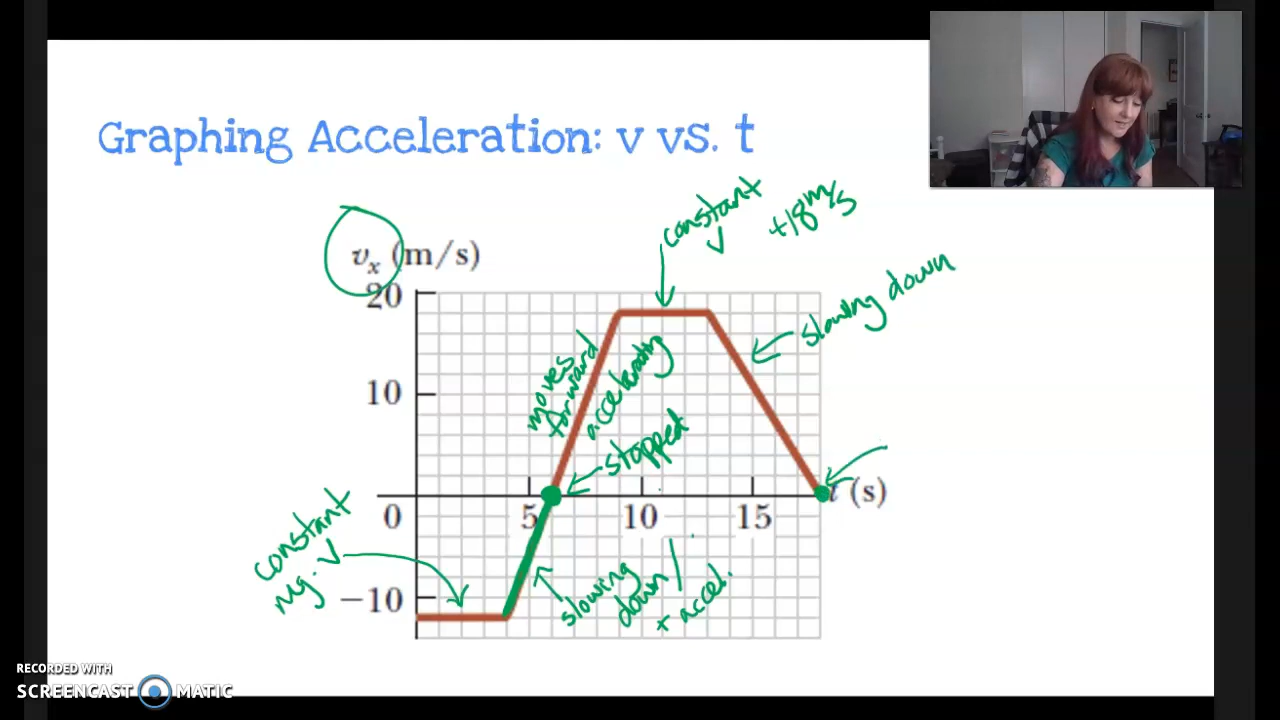 Graphing Acceleration: v vs. t
constant
v
+18 m/s
vₓ (m/s)
20
slowing down
moves
forward
accelerating
10
stopped
t (s)
0
5
10
15
constant
ng. v
-10
slowing
down /
+ accel.
RECORDED WITH
SCREENCAST MATIC